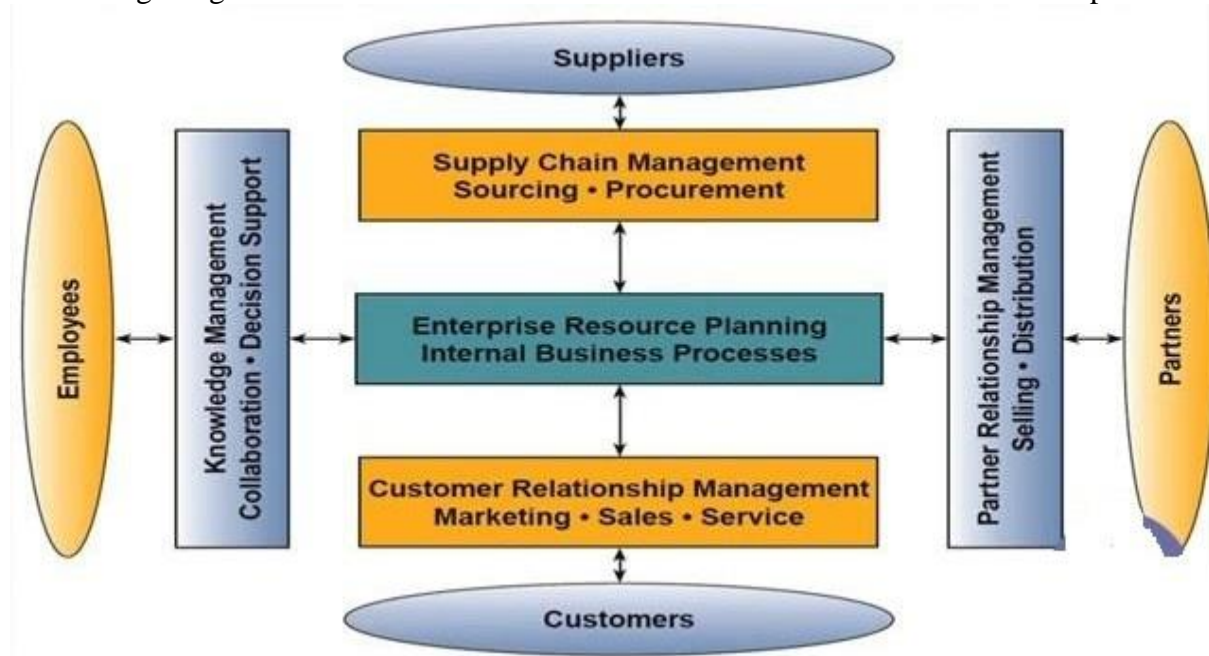 Suppliers
Supply Chain Management
Sourcing • Procurement
Employees
Knowledge Management
Collaboration • Decision Support
Enterprise Resource Planning
Internal Business Processes
Partner Relationship Management
Selling • Distribution
Partners
Customer Relationship Management
Marketing • Sales • Service
Customers